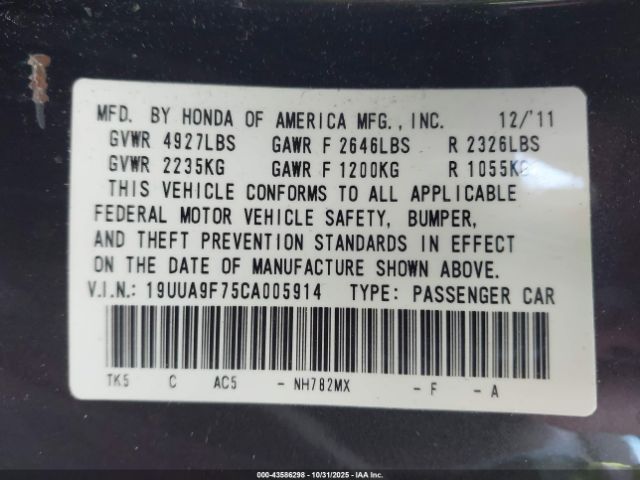 MFD. BY HONDA OF AMERICA MFG., INC. 12/'11
GVWR 4927LBS GAWR F 2646LBS R 2326LBS
GVWR 2235KG GAWR F 1200KG R 1055KG
THIS VEHICLE CONFORMS TO ALL APPLICABLE
FEDERAL MOTOR VEHICLE SAFETY, BUMPER,
AND THEFT PREVENTION STANDARDS IN EFFECT
ON THE DATE OF MANUFACTURE SHOWN ABOVE.
V.I.N.: 19UUA9F75CA005914 TYPE: PASSENGER CAR
TK5 C AC5 - NH782MX - F - A
000-43586298 - 10/31/2025 - IAA Inc.